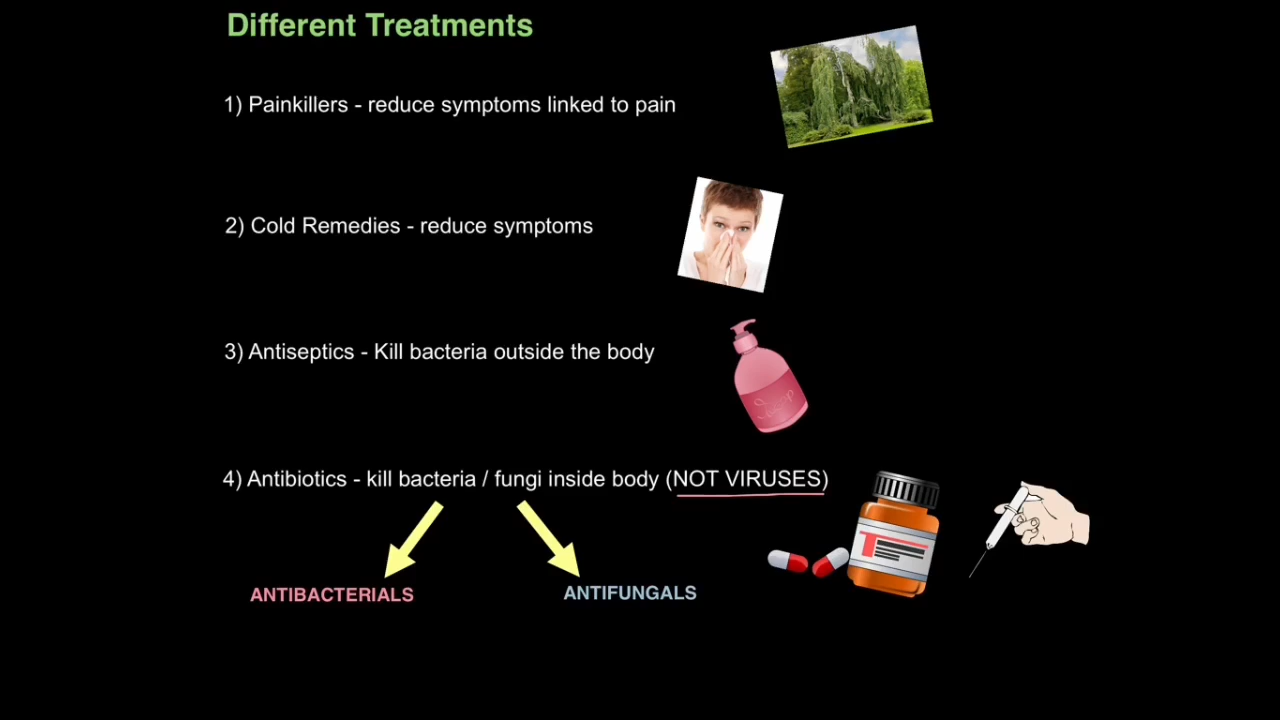 Different Treatments
1) Painkillers - reduce symptoms linked to pain
2) Cold Remedies - reduce symptoms
3) Antiseptics - Kill bacteria outside the body
Soap
4) Antibiotics - kill bacteria / fungi inside body (NOT VIRUSES)
ANTIBACTERIALS
ANTIFUNGALS